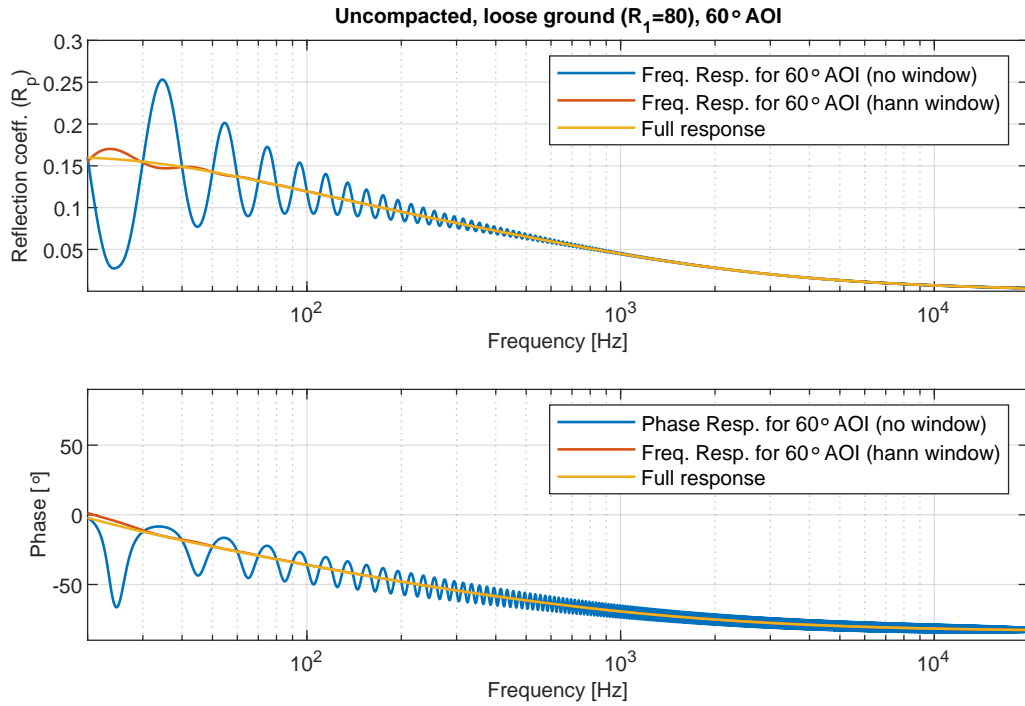 Uncompacted, loose ground (R_1=80), 60° AOI
0.3
0.25
0.2
0.15
0.1
0.05
Reflection coeff. (R_p)
Freq. Resp. for 60° AOI (no window)
Freq. Resp. for 60° AOI (hann window)
Full response
10^2
10^3
10^4
Frequency [Hz]
50
0
-50
Phase [°]
Phase Resp. for 60° AOI (no window)
Freq. Resp. for 60° AOI (hann window)
Full response
10^2
10^3
10^4
Frequency [Hz]